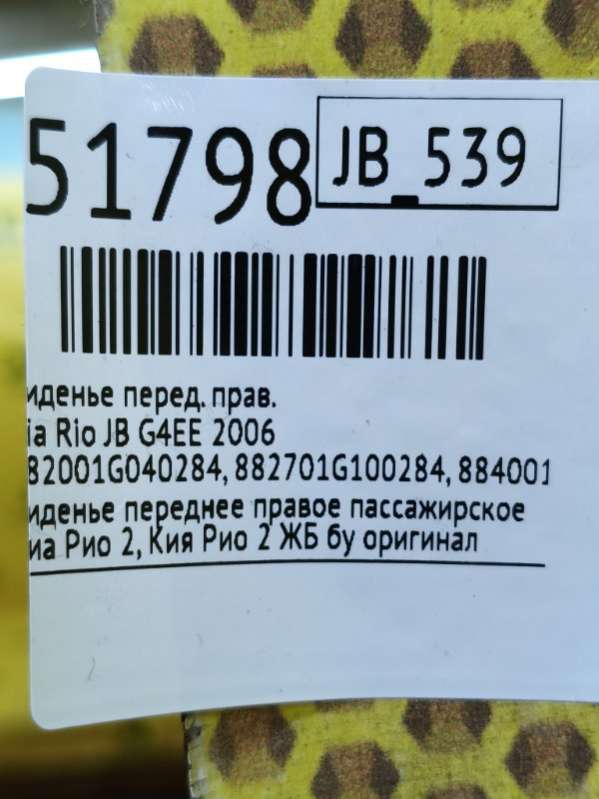 51798
JB_539
иденье перед. прав.
ia Rio JB G4EE 2006
82001G040284, 882701G100284, 884001
иденье переднее правое пассажирское
иа Рио 2, Кия Рио 2 ЖБ бу оригинал